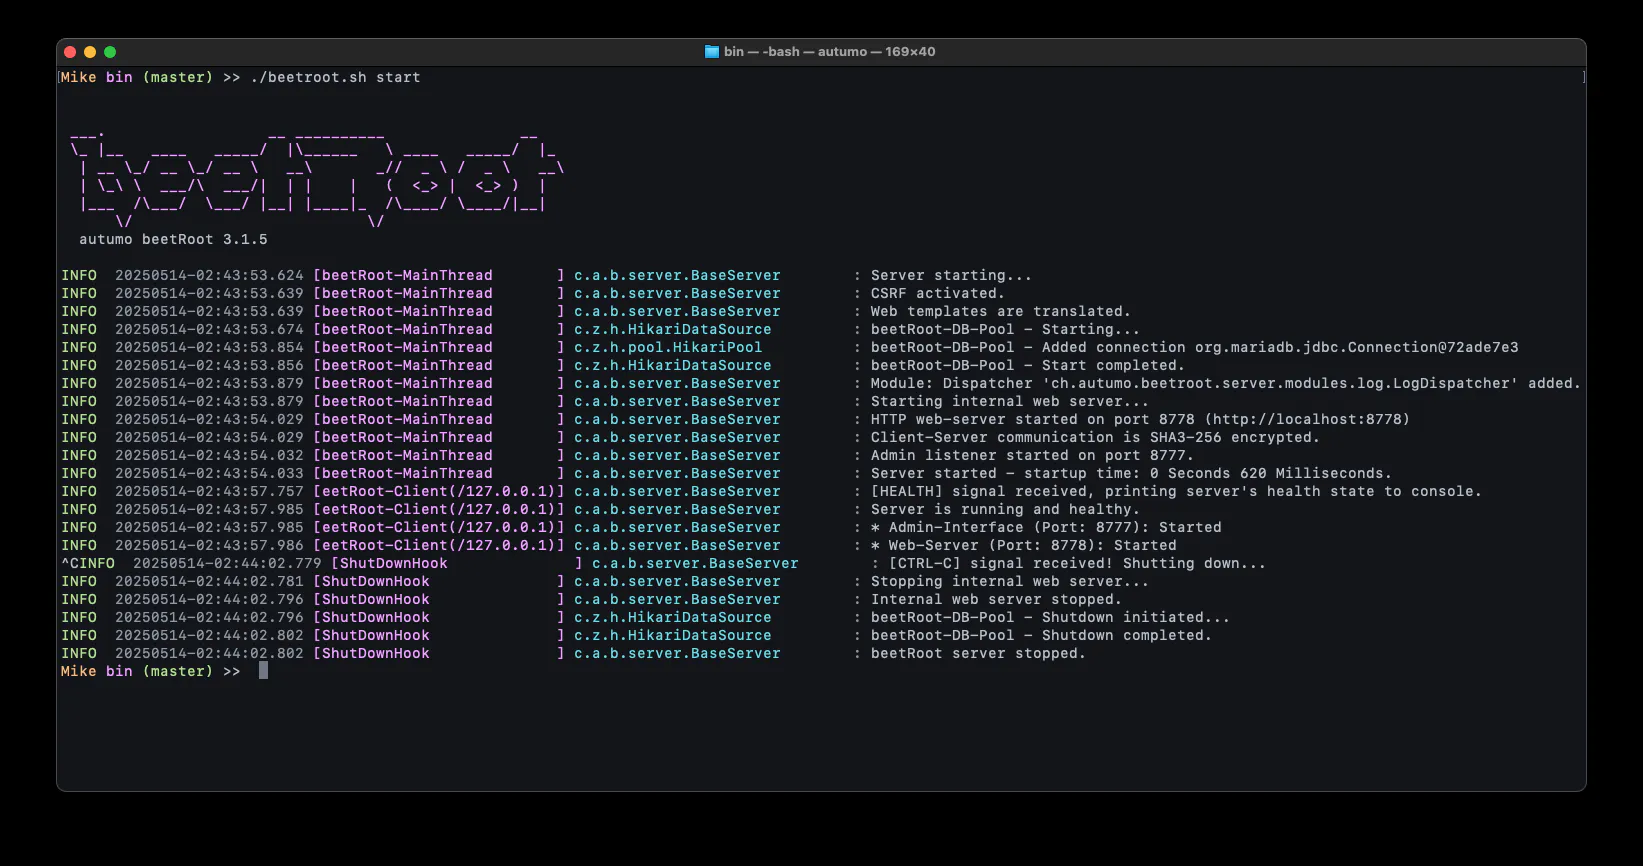 bin — -bash — autumo — 169×40
[Mike bin (master) >> ./beetroot.sh start ]
 ___.                  __ __________               __
 \_ |__   ____   _____/  |\______   \ ____   _____/  |_
  | __ \_/ __ \_/ __ \   __\       _//  _ \ /  _ \   __\
  | \_\ \  ___/\  ___/|  | |    |   (  <_> |  <_> )  |
  |___  /\___/  \___/ |__| |____|_  /\____/ \____/|__|
      \/                          \/
  autumo beetRoot 3.1.5
INFO  20250514-02:43:53.624 [beetRoot-MainThread       ] c.a.b.server.BaseServer        : Server starting...
INFO  20250514-02:43:53.639 [beetRoot-MainThread       ] c.a.b.server.BaseServer        : CSRF activated.
INFO  20250514-02:43:53.639 [beetRoot-MainThread       ] c.a.b.server.BaseServer        : Web templates are translated.
INFO  20250514-02:43:53.674 [beetRoot-MainThread       ] c.z.h.HikariDataSource         : beetRoot-DB-Pool - Starting...
INFO  20250514-02:43:53.854 [beetRoot-MainThread       ] c.z.h.pool.HikariPool          : beetRoot-DB-Pool - Added connection org.mariadb.jdbc.Connection@72ade7e3
INFO  20250514-02:43:53.856 [beetRoot-MainThread       ] c.z.h.HikariDataSource         : beetRoot-DB-Pool - Start completed.
INFO  20250514-02:43:53.879 [beetRoot-MainThread       ] c.a.b.server.BaseServer        : Module: Dispatcher 'ch.autumo.beetroot.server.modules.log.LogDispatcher' added.
INFO  20250514-02:43:53.879 [beetRoot-MainThread       ] c.a.b.server.BaseServer        : Starting internal web server...
INFO  20250514-02:43:54.029 [beetRoot-MainThread       ] c.a.b.server.BaseServer        : HTTP web-server started on port 8778 (http://localhost:8778)
INFO  20250514-02:43:54.029 [beetRoot-MainThread       ] c.a.b.server.BaseServer        : Client-Server communication is SHA3-256 encrypted.
INFO  20250514-02:43:54.032 [beetRoot-MainThread       ] c.a.b.server.BaseServer        : Admin listener started on port 8777.
INFO  20250514-02:43:54.033 [beetRoot-MainThread       ] c.a.b.server.BaseServer        : Server started - startup time: 0 Seconds 620 Milliseconds.
INFO  20250514-02:43:57.757 [eetRoot-Client(/127.0.0.1)] c.a.b.server.BaseServer        : [HEALTH] signal received, printing server's health state to console.
INFO  20250514-02:43:57.985 [eetRoot-Client(/127.0.0.1)] c.a.b.server.BaseServer        : Server is running and healthy.
INFO  20250514-02:43:57.985 [eetRoot-Client(/127.0.0.1)] c.a.b.server.BaseServer        : * Admin-Interface (Port: 8777): Started
INFO  20250514-02:43:57.986 [eetRoot-Client(/127.0.0.1)] c.a.b.server.BaseServer        : * Web-Server (Port: 8778): Started
^CINFO  20250514-02:44:02.779 [ShutDownHook              ] c.a.b.server.BaseServer        : [CTRL-C] signal received! Shutting down...
INFO  20250514-02:44:02.781 [ShutDownHook              ] c.a.b.server.BaseServer        : Stopping internal web server...
INFO  20250514-02:44:02.796 [ShutDownHook              ] c.a.b.server.BaseServer        : Internal web server stopped.
INFO  20250514-02:44:02.796 [ShutDownHook              ] c.z.h.HikariDataSource         : beetRoot-DB-Pool - Shutdown initiated...
INFO  20250514-02:44:02.802 [ShutDownHook              ] c.z.h.HikariDataSource         : beetRoot-DB-Pool - Shutdown completed.
INFO  20250514-02:44:02.802 [ShutDownHook              ] c.a.b.server.BaseServer        : beetRoot server stopped.
Mike bin (master) >>